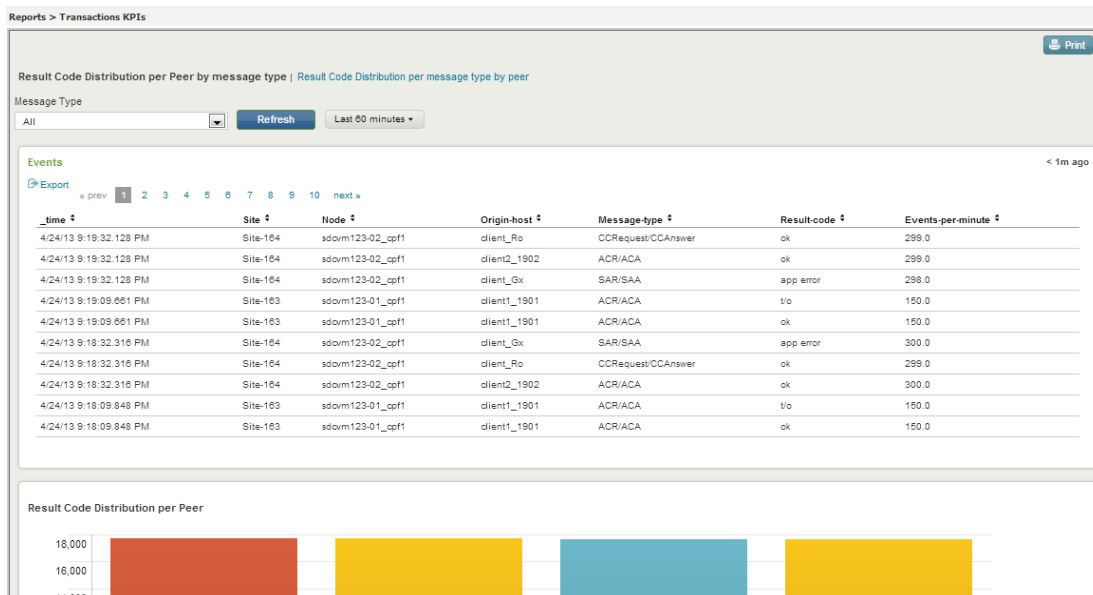 Reports > Transactions KPIs
Print
Result Code Distribution per Peer by message type | Result Code Distribution per message type by peer
Message Type
All Refresh Last 60 minutes
Events < 1m ago
Export
« prev 1 2 3 4 5 6 7 8 9 10 next »
_time Site Node Origin-host Message-type Result-code Events-per-minute
4/24/13 9:19:32.128 PM Site-164 sdcvm123-02_cpf1 client_Ro CCRequest/CCAnswer ok 299.0
4/24/13 9:19:32.128 PM Site-164 sdcvm123-02_cpf1 client2_1902 ACR/ACA ok 299.0
4/24/13 9:19:32.128 PM Site-164 sdcvm123-02_cpf1 client_Gx SAR/SAA app error 298.0
4/24/13 9:19:09.661 PM Site-163 sdcvm123-01_cpf1 client1_1901 ACR/ACA t/o 150.0
4/24/13 9:19:09.661 PM Site-163 sdcvm123-01_cpf1 client1_1901 ACR/ACA ok 150.0
4/24/13 9:18:32.316 PM Site-164 sdcvm123-02_cpf1 client_Gx SAR/SAA app error 300.0
4/24/13 9:18:32.316 PM Site-164 sdcvm123-02_cpf1 client_Ro CCRequest/CCAnswer ok 299.0
4/24/13 9:18:32.316 PM Site-164 sdcvm123-02_cpf1 client2_1902 ACR/ACA ok 300.0
4/24/13 9:18:09.848 PM Site-163 sdcvm123-01_cpf1 client1_1901 ACR/ACA t/o 150.0
4/24/13 9:18:09.848 PM Site-163 sdcvm123-01_cpf1 client1_1901 ACR/ACA ok 150.0
Result Code Distribution per Peer
18,000
16,000